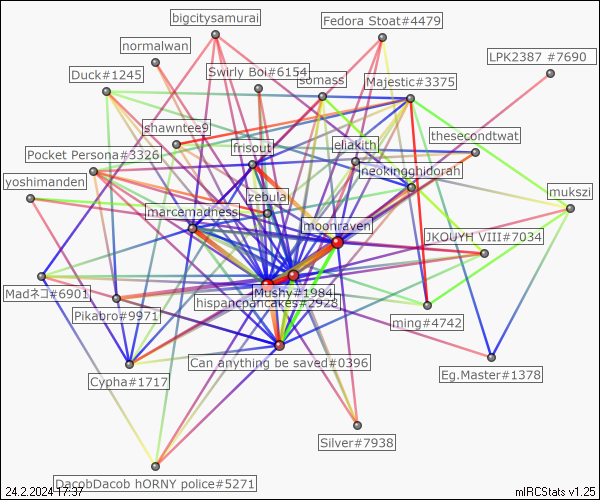 bigcitysamurai
Fedora Stoat#4479
normalwan
LPK2387 #7690
Duck#1245
Swirly Boi#6154
somass
Majestic#3375
shawntee9
thesecondtwat
frisout
eliakith
Pocket Persona#3326
neokingghidorah
yoshimanden
zebula
mukszi
marcemadness
moonraven
JKOUYH VIII#7034
Madネコ#6901
Mushy#1984
hispancpancakes#2928
Pikabro#9971
ming#4742
Can anything be saved#0396
Cypha#1717
Eg.Master#1378
Silver#7938
DacobDacob hORNY police#5271
24.2.2024 17:37
mIRCStats v1.25